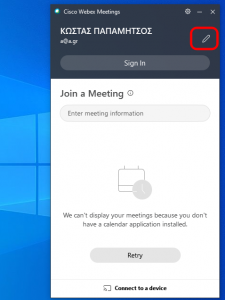 Cisco Webex Meetings
ΚΩΣΤΑΣ ΠΑΠΑΜΗΤΣΟΣ
a@a.gr
Sign In
Join a Meeting
Enter meeting information
We can't display your meetings because you don't
have a calendar application installed.
Retry
Connect to a device